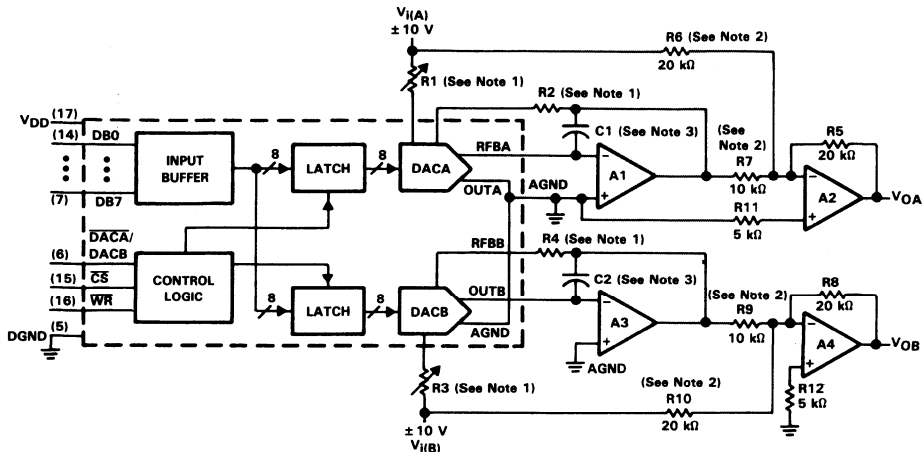 Vi(A)
± 10 V
R6 (See Note 2)
20 kΩ
R1 (See Note 1)
R2 (See Note 1)
VDD (17)
(14) DB0
C1 (See Note 3)
(See
Note 2)
R5
20 kΩ
INPUT
BUFFER
8
LATCH
8
DACA
RFBA
OUTA
AGND
A1
R7
10 kΩ
A2
VOA
(7) DB7
R11
5 kΩ
DACA/
(6) DACB
(15) CS
(16) WR
CONTROL
LOGIC
RFBB
R4 (See Note 1)
C2 (See Note 3)
8
LATCH
8
DACB
OUTB
AGND
A3
AGND
(See Note 2)
R9
10 kΩ
R8
20 kΩ
A4
VOB
DGND (5)
R3 (See Note 1)
(See Note 2)
R10
20 kΩ
R12
5 kΩ
± 10 V
Vi(B)